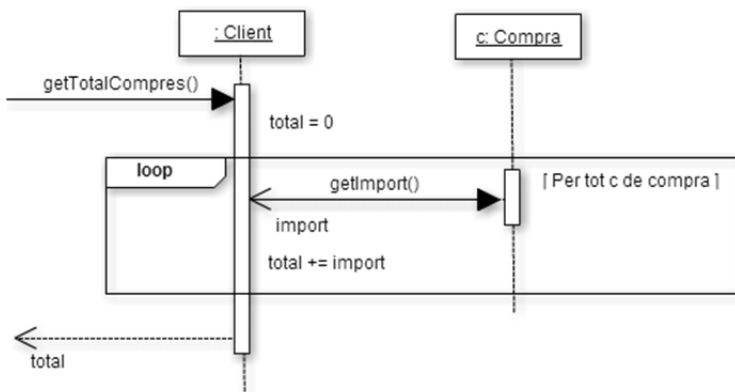 : Client
c: Compra
getTotalCompres()
total = 0
loop
[ Per tot c de compra ]
getImport()
import
total += import
total